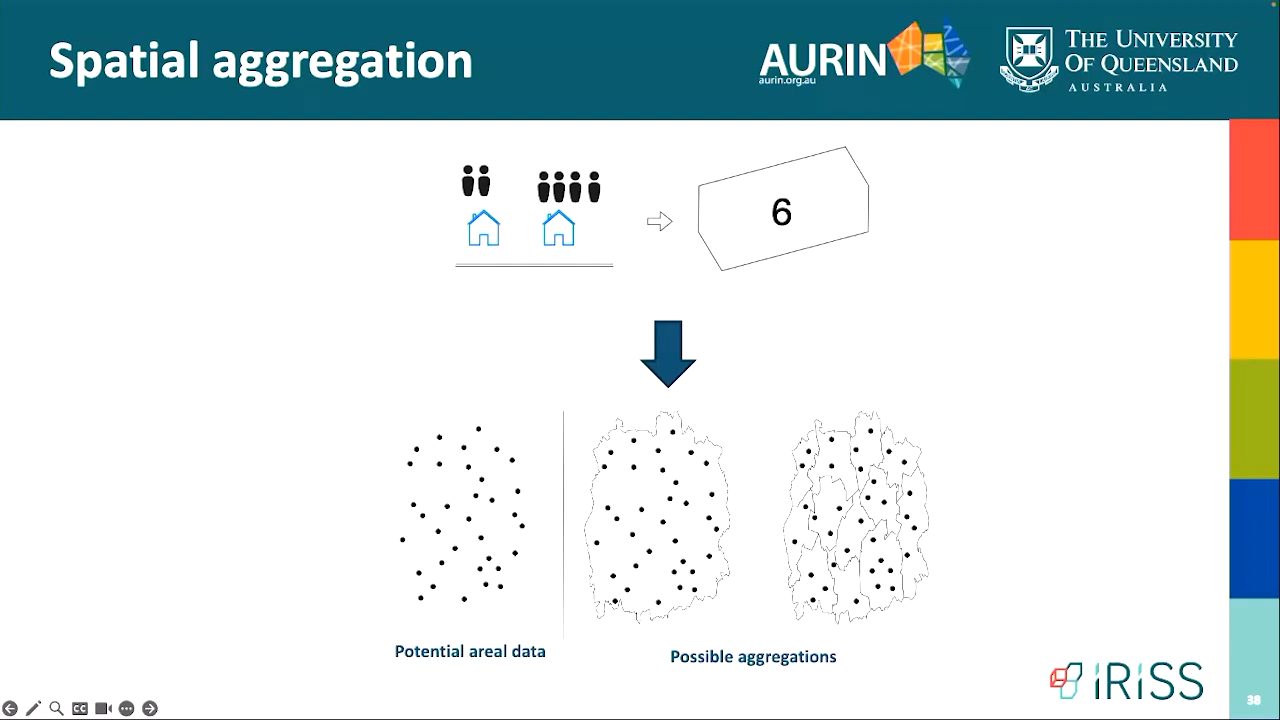 Spatial aggregation
AURIN
aurin.org.au
THE UNIVERSITY
OF QUEENSLAND
AUSTRALIA
6
Potential areal data
Possible aggregations
iRiSS
38
CC